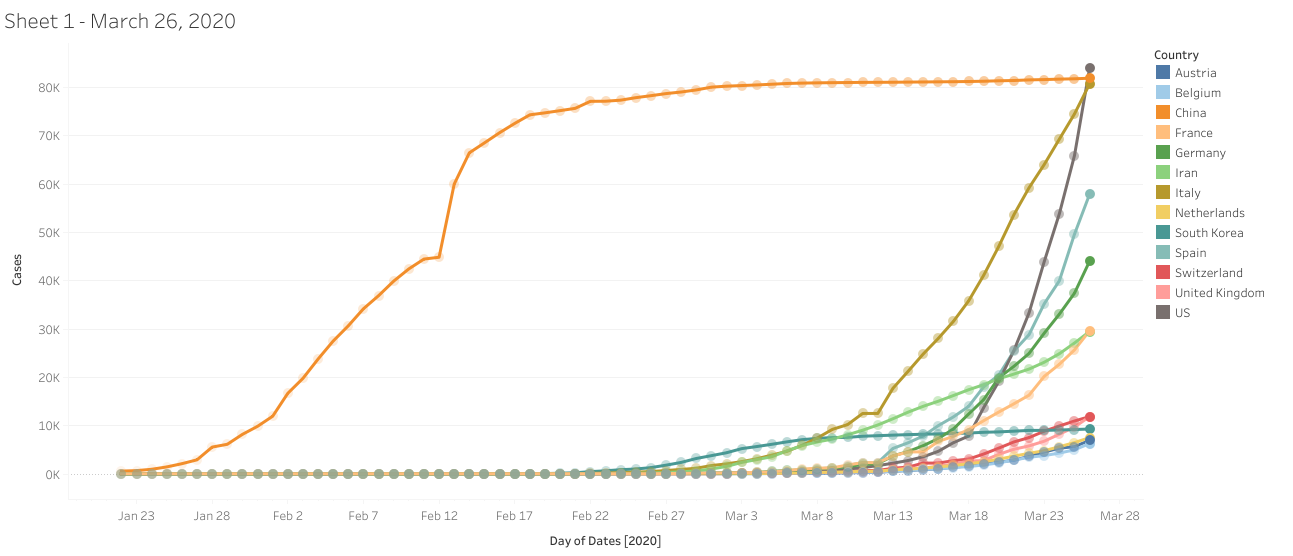 Sheet 1 - March 26, 2020
Country
Austria
Belgium
China
France
Germany
Iran
Italy
Netherlands
South Korea
Spain
Switzerland
United Kingdom
US
Cases
80K
70K
60K
50K
40K
30K
20K
10K
0K
Jan 23 Jan 28 Feb 2 Feb 7 Feb 12 Feb 17 Feb 22 Feb 27 Mar 3 Mar 8 Mar 13 Mar 18 Mar 23 Mar 28
Day of Dates [2020]